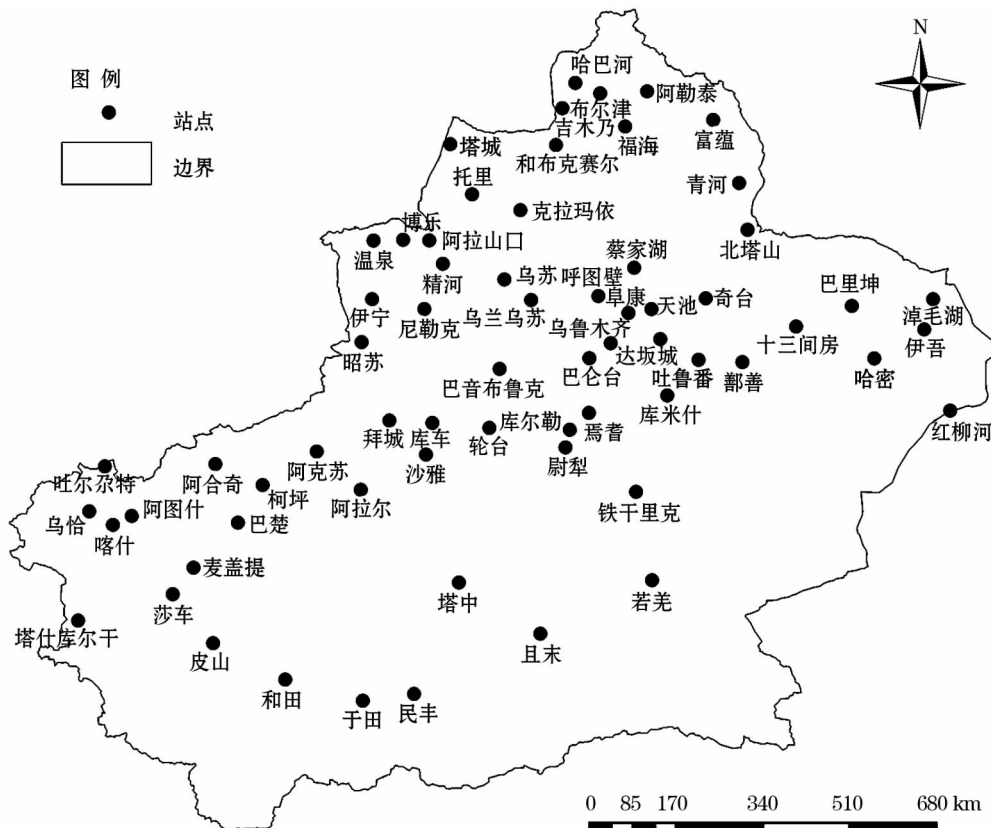 N
图 例
站点
边界
哈巴河
阿勒泰
布尔津
吉木乃
福海
富蕴
塔城
和布克赛尔
托里
青河
克拉玛依
北塔山
博乐
阿拉山口
温泉
蔡家湖
精河
乌苏
呼图壁
巴里坤
阜康
天池
奇台
淖毛湖
伊宁
尼勒克
乌兰乌苏
乌鲁木齐
十三间房
伊吾
昭苏
达坂城
巴音布鲁克
巴仑台
吐鲁番
鄯善
哈密
库米什
红柳河
拜城
库车
轮台
库尔勒
焉耆
尉犁
沙雅
阿克苏
吐尔尕特
阿合奇
柯坪
阿拉尔
铁干里克
乌恰
阿图什
喀什
巴楚
麦盖提
莎车
塔中
若羌
塔什库尔干
皮山
且末
和田
于田
民丰
0 85 170 340 510 680 km